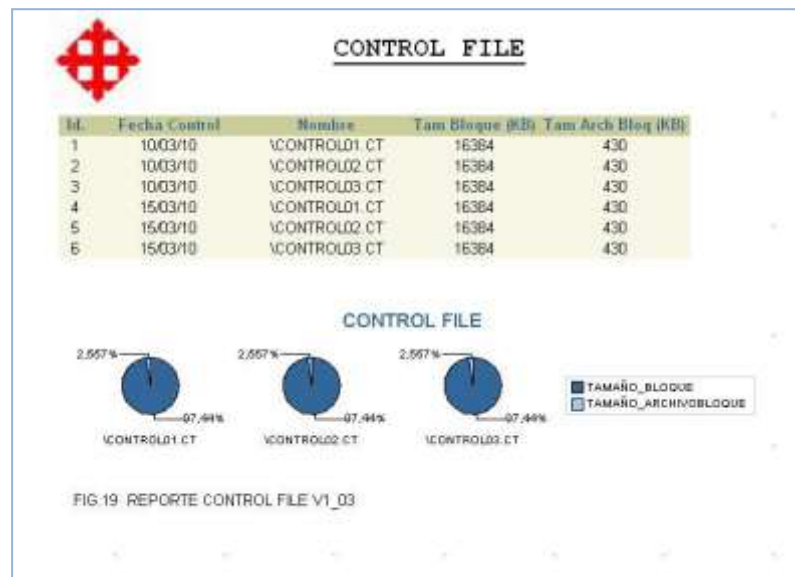 CONTROL FILE
Id. Fecha Control Nombre Tam Bloque (KB) Tam Arch Bloq (KB)
1 10/03/10 \CONTROL01.CT 16384 430
2 10/03/10 \CONTROL02.CT 16384 430
3 10/03/10 \CONTROL03.CT 16384 430
4 15/03/10 \CONTROL01.CT 16384 430
5 15/03/10 \CONTROL02.CT 16384 430
6 15/03/10 \CONTROL03.CT 16384 430
CONTROL FILE
2,557% 2,557% 2,557%
97,44% 97,44% 97,44%
\CONTROL01.CT \CONTROL02.CT \CONTROL03.CT
TAMAÑO_BLOQUE
TAMAÑO_ARCHIVOBLOQUE
FIG 19 REPORTE CONTROL FILE V1_03